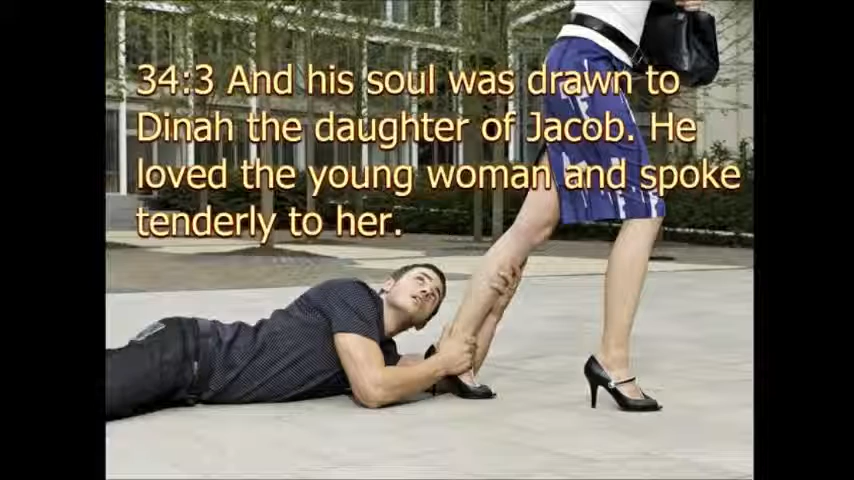 34:3 And his soul was drawn to
Dinah the daughter of Jacob. He
loved the young woman and spoke
tenderly to her.